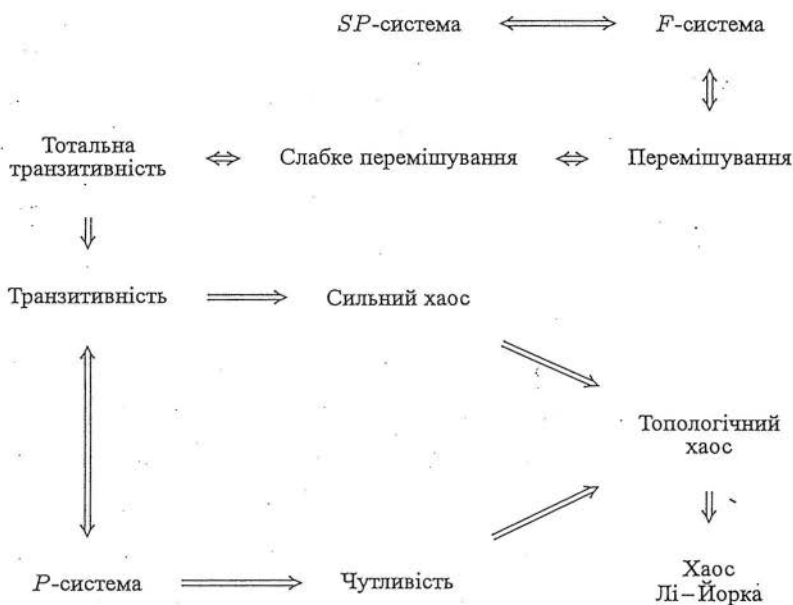 SP-система
F-система
Тотальна
транзитивність
Слабке перемішування
Перемішування
Транзитивність
Сильний хаос
Топологічний
хаос
P-система
Чутливість
Хаос
Лі–Йорка